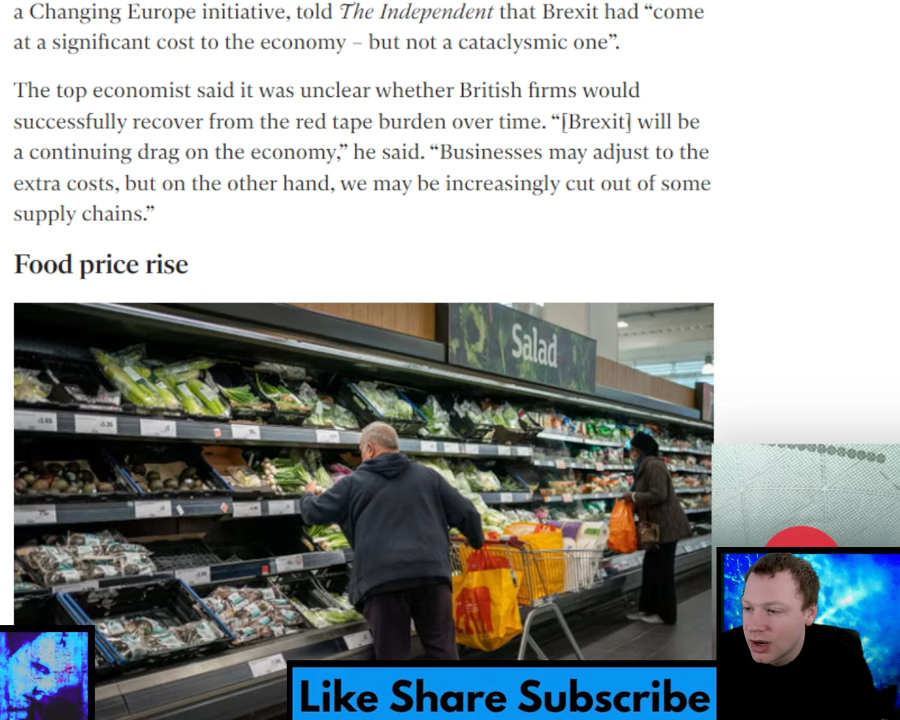 a Changing Europe initiative, told The Independent that Brexit had “come
at a significant cost to the economy – but not a cataclysmic one”.
The top economist said it was unclear whether British firms would
successfully recover from the red tape burden over time. “[Brexit] will be
a continuing drag on the economy,” he said. “Businesses may adjust to the
extra costs, but on the other hand, we may be increasingly cut out of some
supply chains.”
Food price rise
Salad
Like Share Subscribe